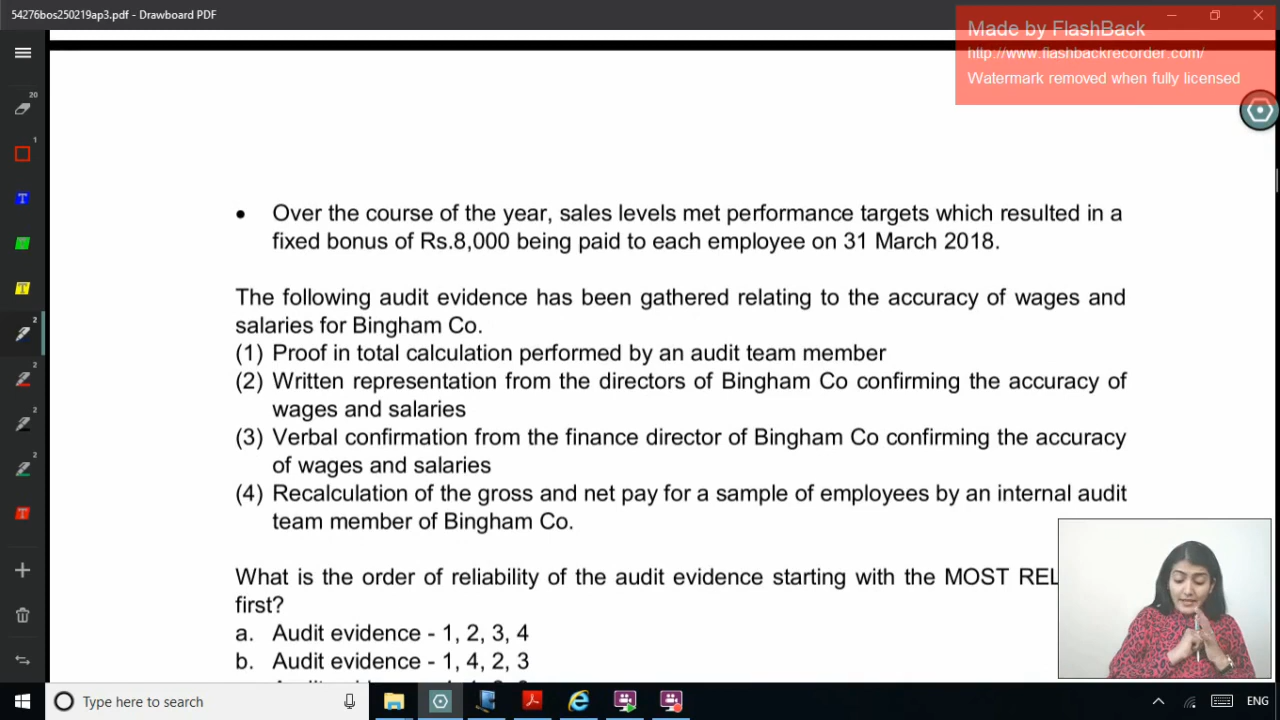 54276bos250219ap3.pdf - Drawboard PDF
Made by FlashBack
http://www.flashbackrecorder.com/
Watermark removed when fully licensed
20
1
T
T
2
2
2
2
T
• Over the course of the year, sales levels met performance targets which resulted in a
fixed bonus of Rs.8,000 being paid to each employee on 31 March 2018.
The following audit evidence has been gathered relating to the accuracy of wages and
salaries for Bingham Co.
(1) Proof in total calculation performed by an audit team member
(2) Written representation from the directors of Bingham Co confirming the accuracy of
wages and salaries
(3) Verbal confirmation from the finance director of Bingham Co confirming the accuracy
of wages and salaries
(4) Recalculation of the gross and net pay for a sample of employees by an internal audit
team member of Bingham Co.
What is the order of reliability of the audit evidence starting with the MOST REL
first?
a. Audit evidence - 1, 2, 3, 4
b. Audit evidence - 1, 4, 2, 3
Type here to search
ENG